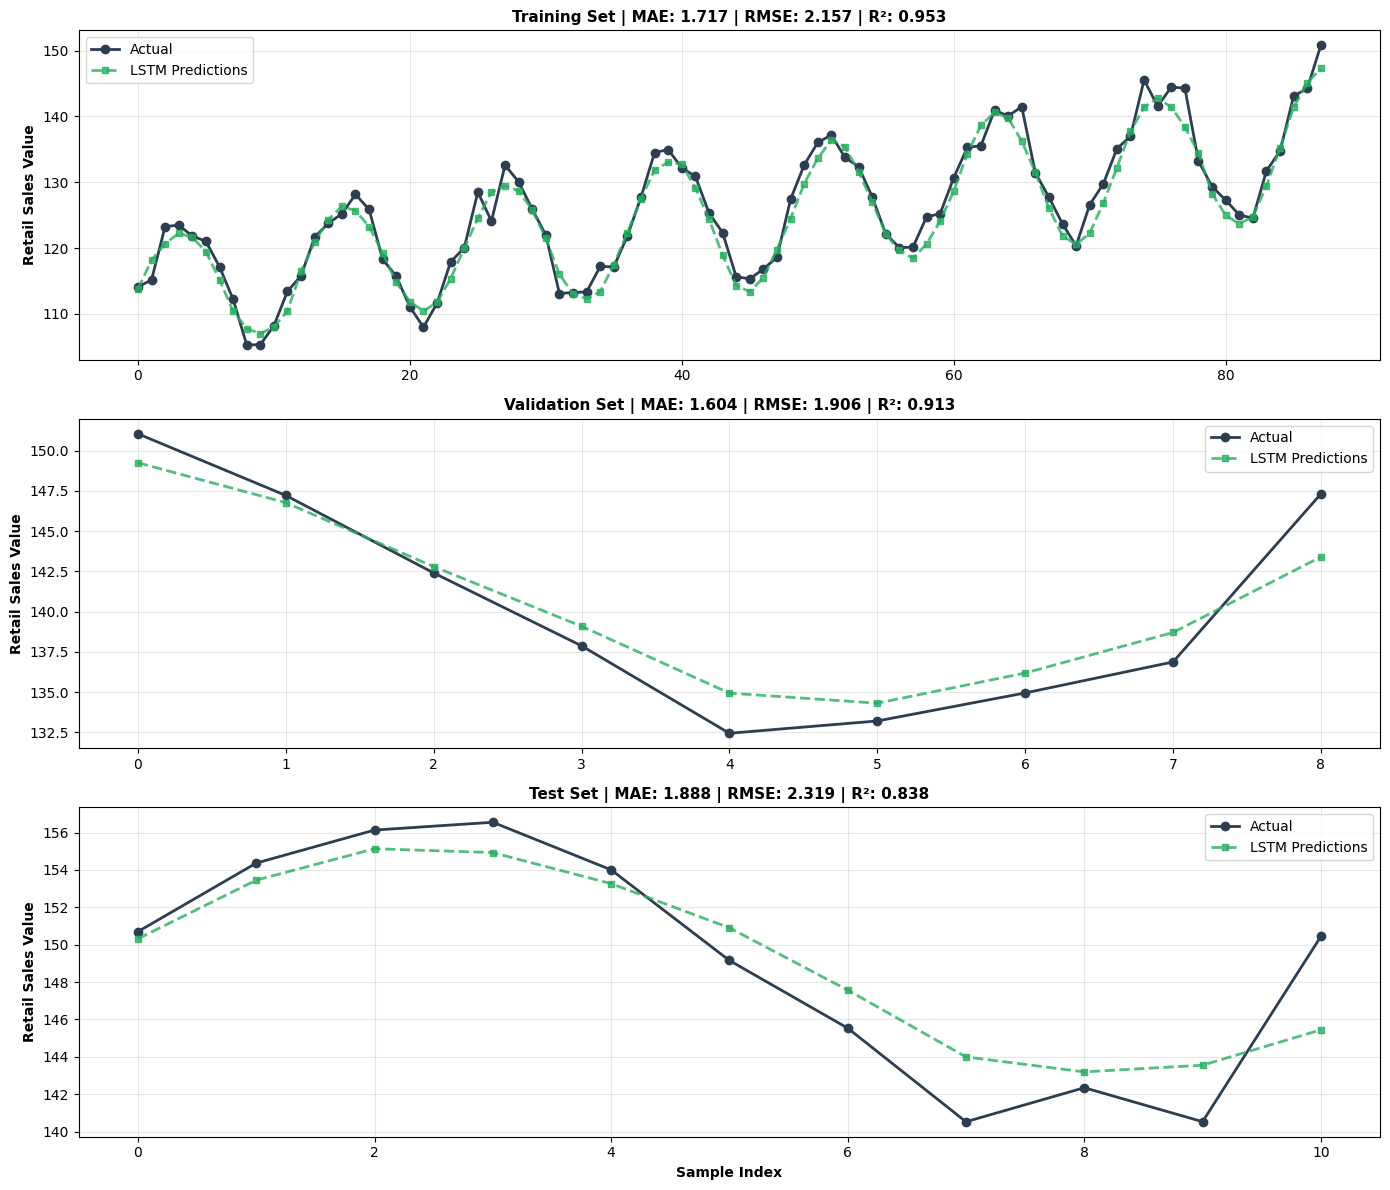 Training Set | MAE: 1.717 | RMSE: 2.157 | R²: 0.953
Retail Sales Value
150
140
130
120
110
Actual
LSTM Predictions
0 20 40 60 80
Validation Set | MAE: 1.604 | RMSE: 1.906 | R²: 0.913
Retail Sales Value
150.0
147.5
145.0
142.5
140.0
137.5
135.0
132.5
Actual
LSTM Predictions
0 1 2 3 4 5 6 7 8
Test Set | MAE: 1.888 | RMSE: 2.319 | R²: 0.838
Retail Sales Value
156
154
152
150
148
146
144
142
140
Actual
LSTM Predictions
0 2 4 6 8 10
Sample Index